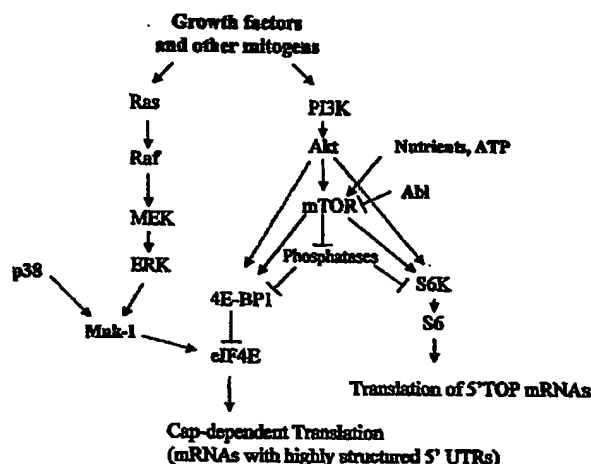 Growth factors
and other mitogens
Ras
PI3K
Raf
Akt
Nutrients, ATP
mTOR
Abl
MEK
Phosphatases
ERK
p38
4E-BP1
S6K
Mnk-1
eIF4E
S6
Translation of 5'TOP mRNAs
Cap-dependent Translation
(mRNAs with highly structured 5' UTRs)